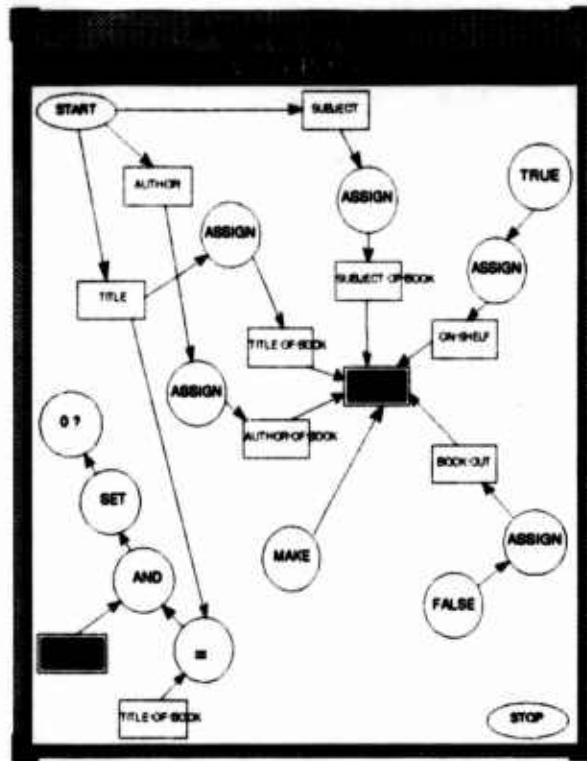 START
SUBJECT
AUTHOR
TRUE
ASSIGN
ASSIGN
ASSIGN
TITLE
SUBJECT-OF-BOOK
ON-SHELF
TITLE-OF-BOOK
ASSIGN
0 ?
AUTHOR-OF-BOOK
BOOK-OUT
SET
MAKE
ASSIGN
AND
FALSE
=
TITLE-OF-BOOK
STOP